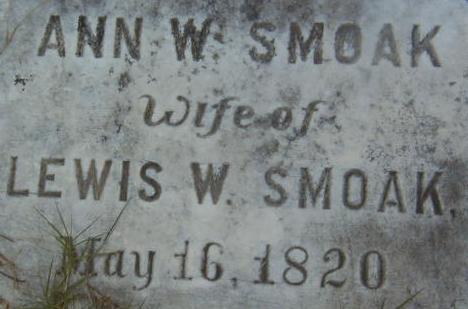 ANN W. SMOAK
Wife of
LEWIS W. SMOAK,
May 16, 1820